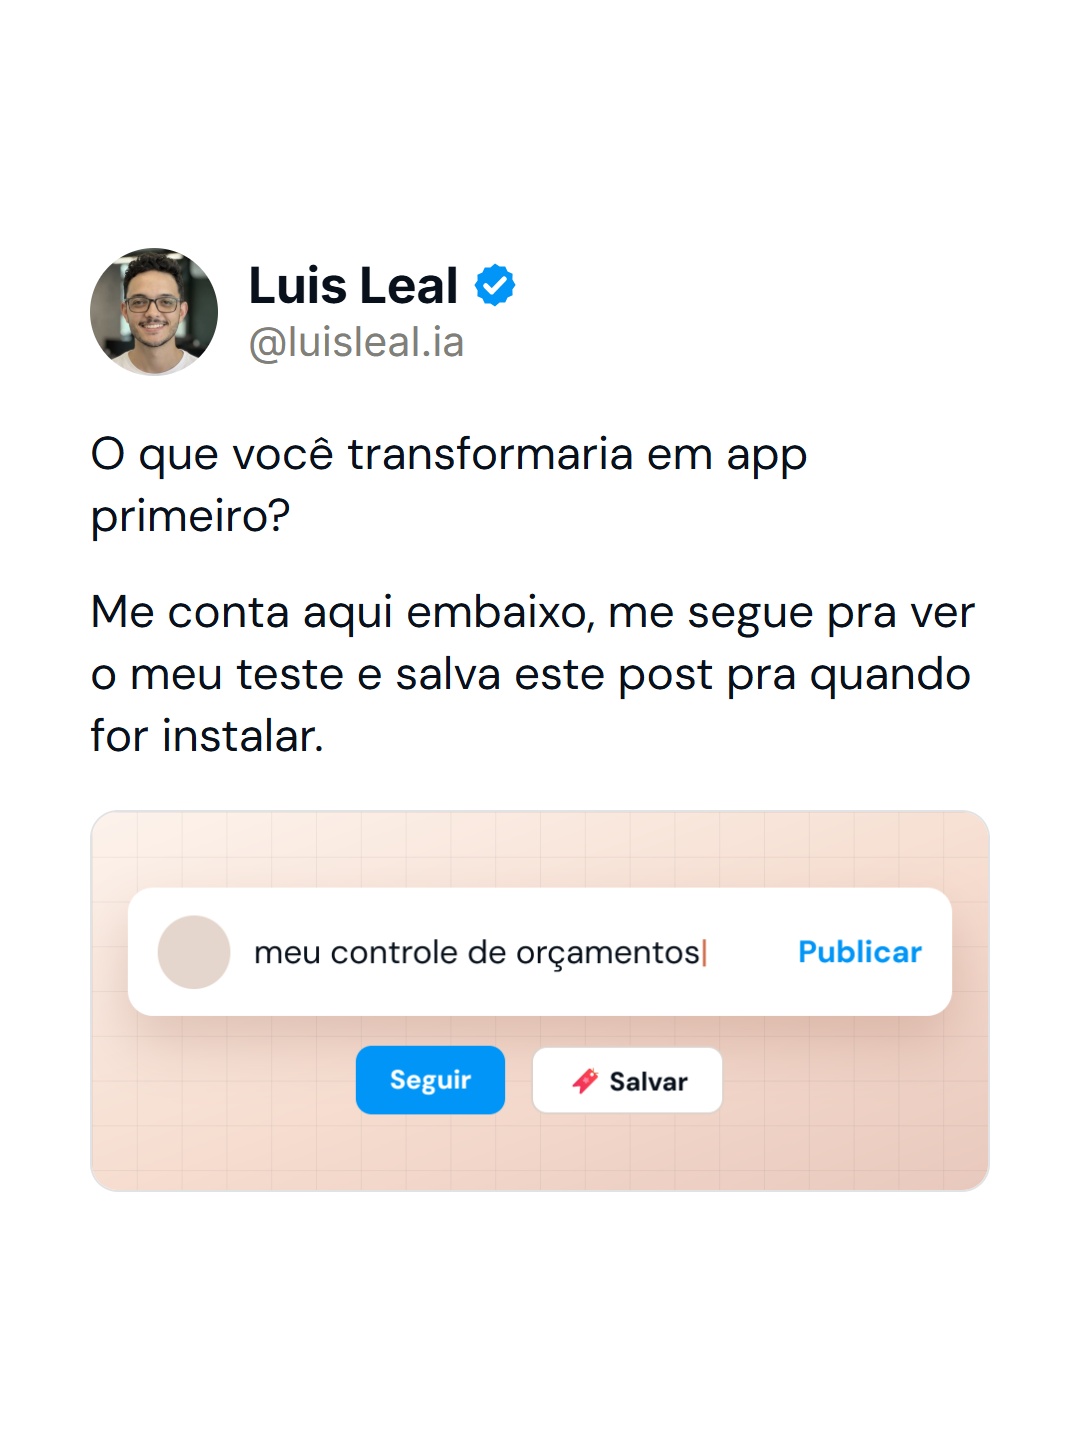 Luis Leal
@luisleal.ia
O que você transformaria em app
primeiro?
Me conta aqui embaixo, me segue pra ver
o meu teste e salva este post pra quando
for instalar.
meu controle de orçamentos
Publicar
Seguir
Salvar